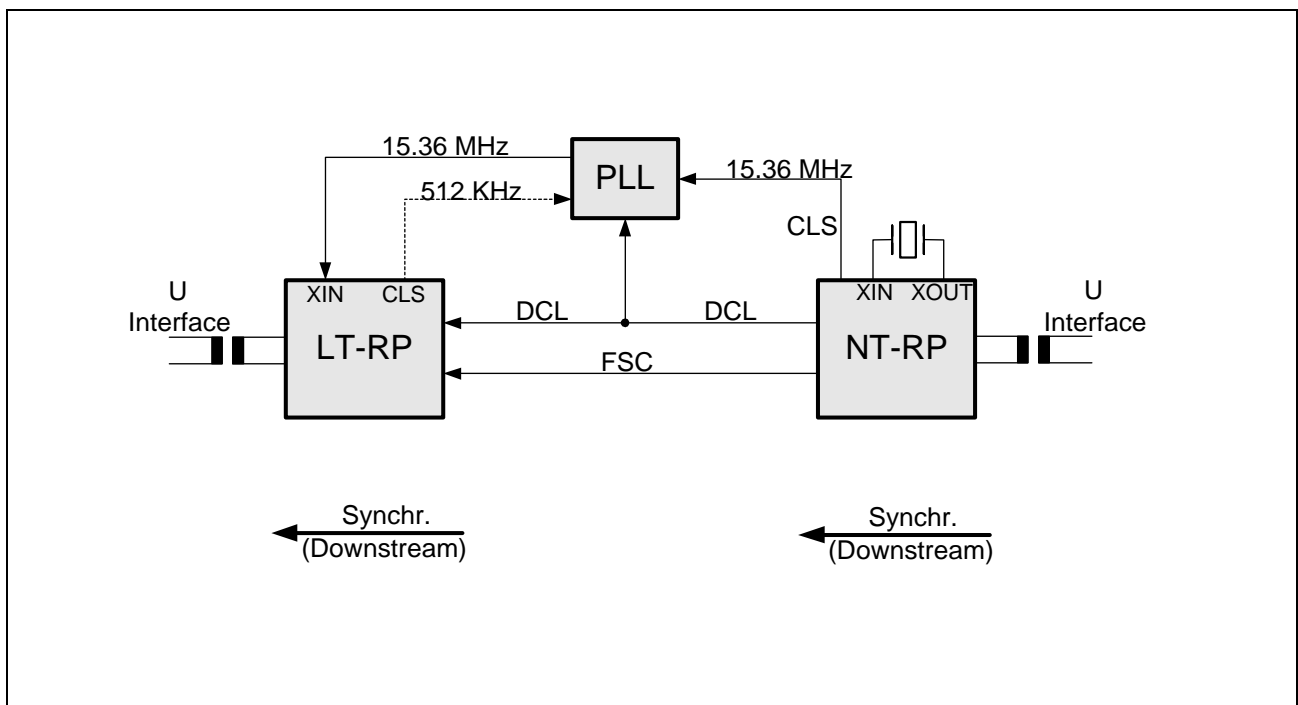 15.36 MHz
PLL
15.36 MHz
512 KHz
CLS
U
Interface
XIN
CLS
LT-RP
DCL
DCL
FSC
XIN
XOUT
NT-RP
U
Interface
Synchr.
(Downstream)
Synchr.
(Downstream)